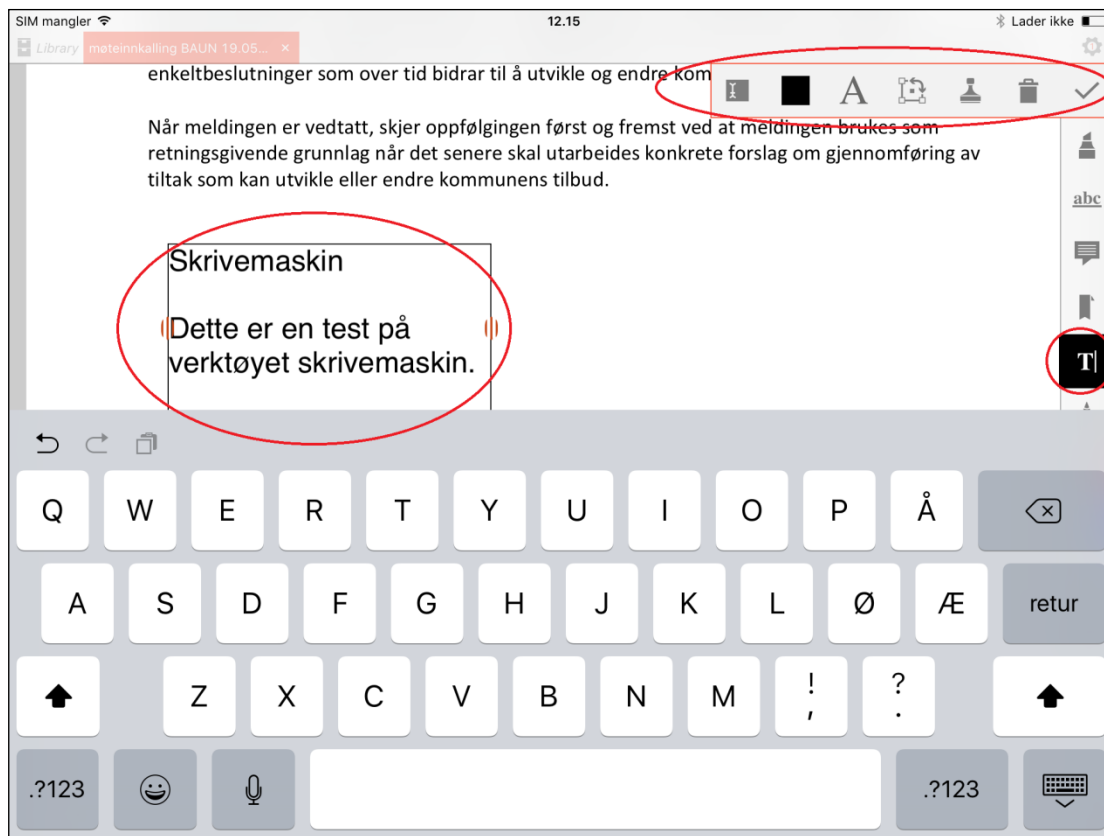 SIM mangler
12.15
Lader ikke
Library
møteinnkalling BAUN 19.05... ×
enkeltbeslutninger som over tid bidrar til å utvikle og endre kom
A
Når meldingen er vedtatt, skjer oppfølgingen først og fremst ved at meldingen brukes som
retningsgivende grunnlag når det senere skal utarbeides konkrete forslag om gjennomføring av
tiltak som kan utvikle eller endre kommunens tilbud.
abc
Skrivemaskin
Dette er en test på
verktøyet skrivemaskin.
T
Q W E R T Y U I O P Å
A S D F G H J K L Ø Æ retur
Z X C V B N M ! , ? .
.?123 .?123